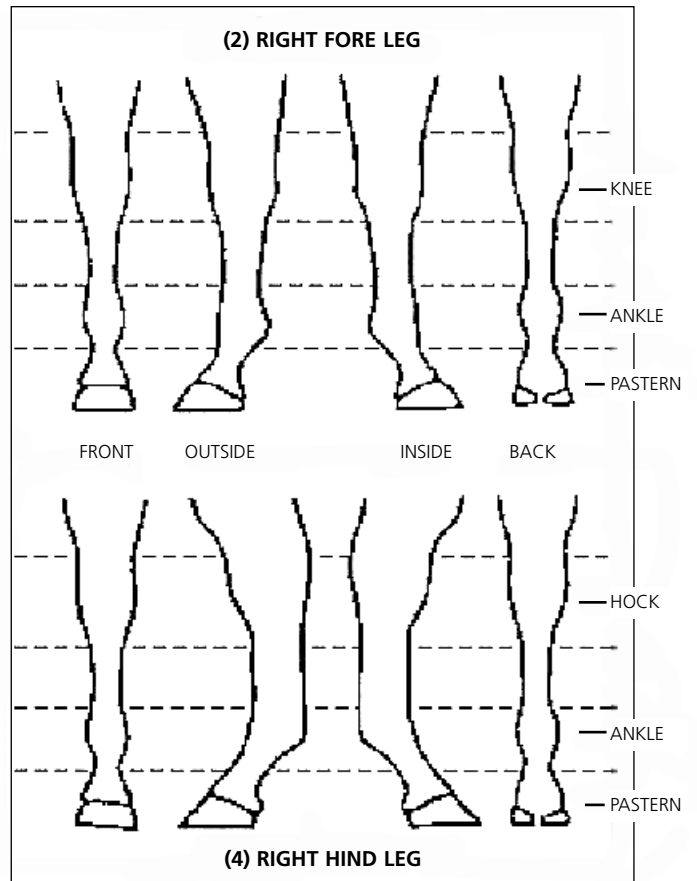 (2) RIGHT FORE LEG
KNEE
ANKLE
PASTERN
FRONT OUTSIDE INSIDE BACK
HOCK
ANKLE
PASTERN
(4) RIGHT HIND LEG